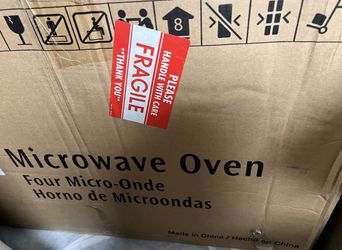 8
PLEASE
HANDLE WITH CARE
FRAGILE
"THANK YOU"
Microwave Oven
Four Micro-Onde
Horno de Microondas
Made in China / Hecho en China